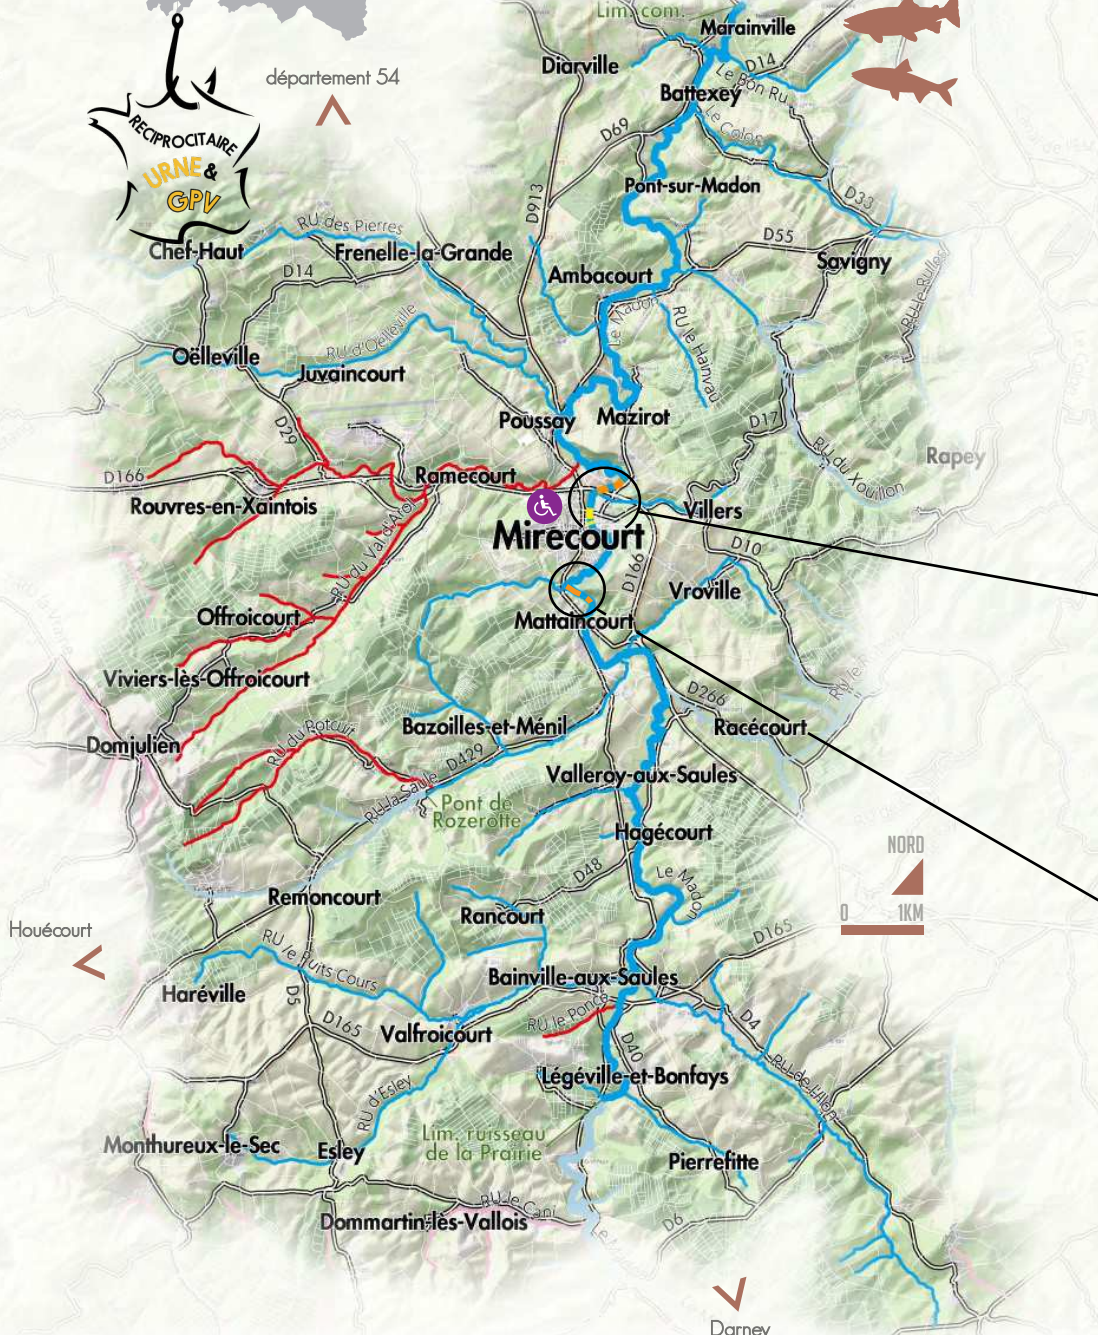 Lim. com.
Marainville
Diarville
D14
Le Bon Ru
département 54
Battexey
RECIPROCITAIRE
URNE &
GPV
D69
Le Colon
Pont-sur-Madon
D33
D913
RU des Pierres
Chef-Haut
Frenelle-la-Grande
D55
Savigny
D14
Ambacourt
Le Madon
RU le Hainvau
RU d'Oëlleville
Oëlleville
Juvaincourt
Poussay
Mazirot
D29
D17
RU du Xouillon
Rapey
D166
Ramecourt
Rouvres-en-Xaintois
Villers
Mirecourt
D10
RU du Val d'Arol
D166
Vroville
Offroicourt
Mattaincourt
Viviers-lès-Offroicourt
D266
RU le
Racécourt
Bazoilles-et-Ménil
Domjulien
D429
RU la Saule
Valleroy-aux-Saules
Pont de
Rozerotte
Hagécourt
NORD
D48
Le Madon
Remoncourt
0 1KM
Rancourt
Houécourt
D165
RU le Puits Cours
Bainville-aux-Saules
Haréville
D5
RU le Ponce
D4
D165
Valfroicourt
D40
RU de l'Illon
Légéville-et-Bonfays
RU d'Esley
Lim. ruisseau
de la Prairie
Monthureux-le-Sec
Esley
Pierrefitte
RU le Cani
Dommartin-lès-Vallois
D6
Darney